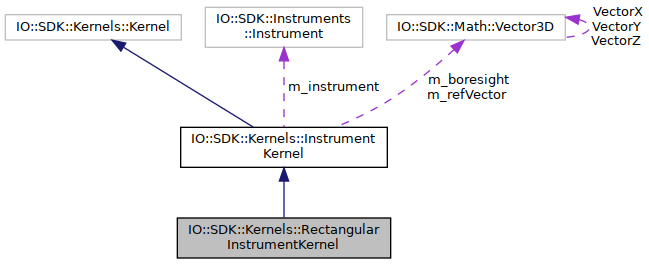 IO::SDK::Kernels::Kernel
IO::SDK::Instruments
::Instrument
IO::SDK::Math::Vector3D
VectorX
VectorY
VectorZ
m_instrument
m_boresight
m_refVector
IO::SDK::Kernels::Instrument
Kernel
IO::SDK::Kernels::Rectangular
InstrumentKernel